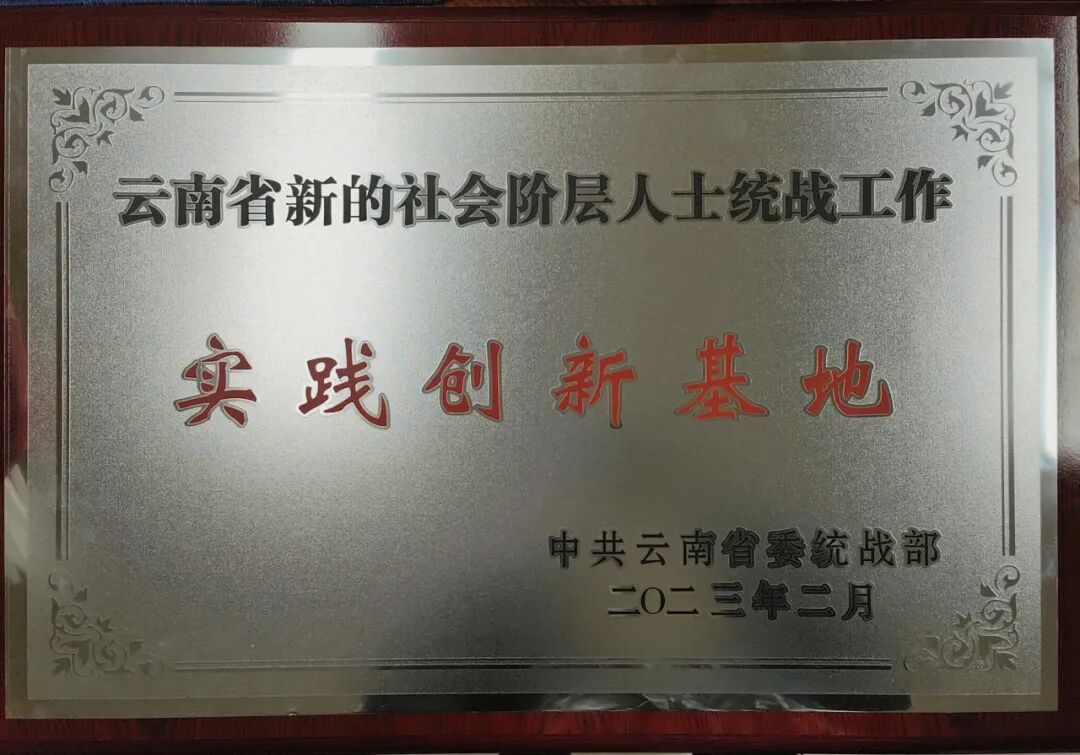 云南省新的社会阶层人士统战工作
实践创新基地
中共云南省委统战部
二〇二三年二月